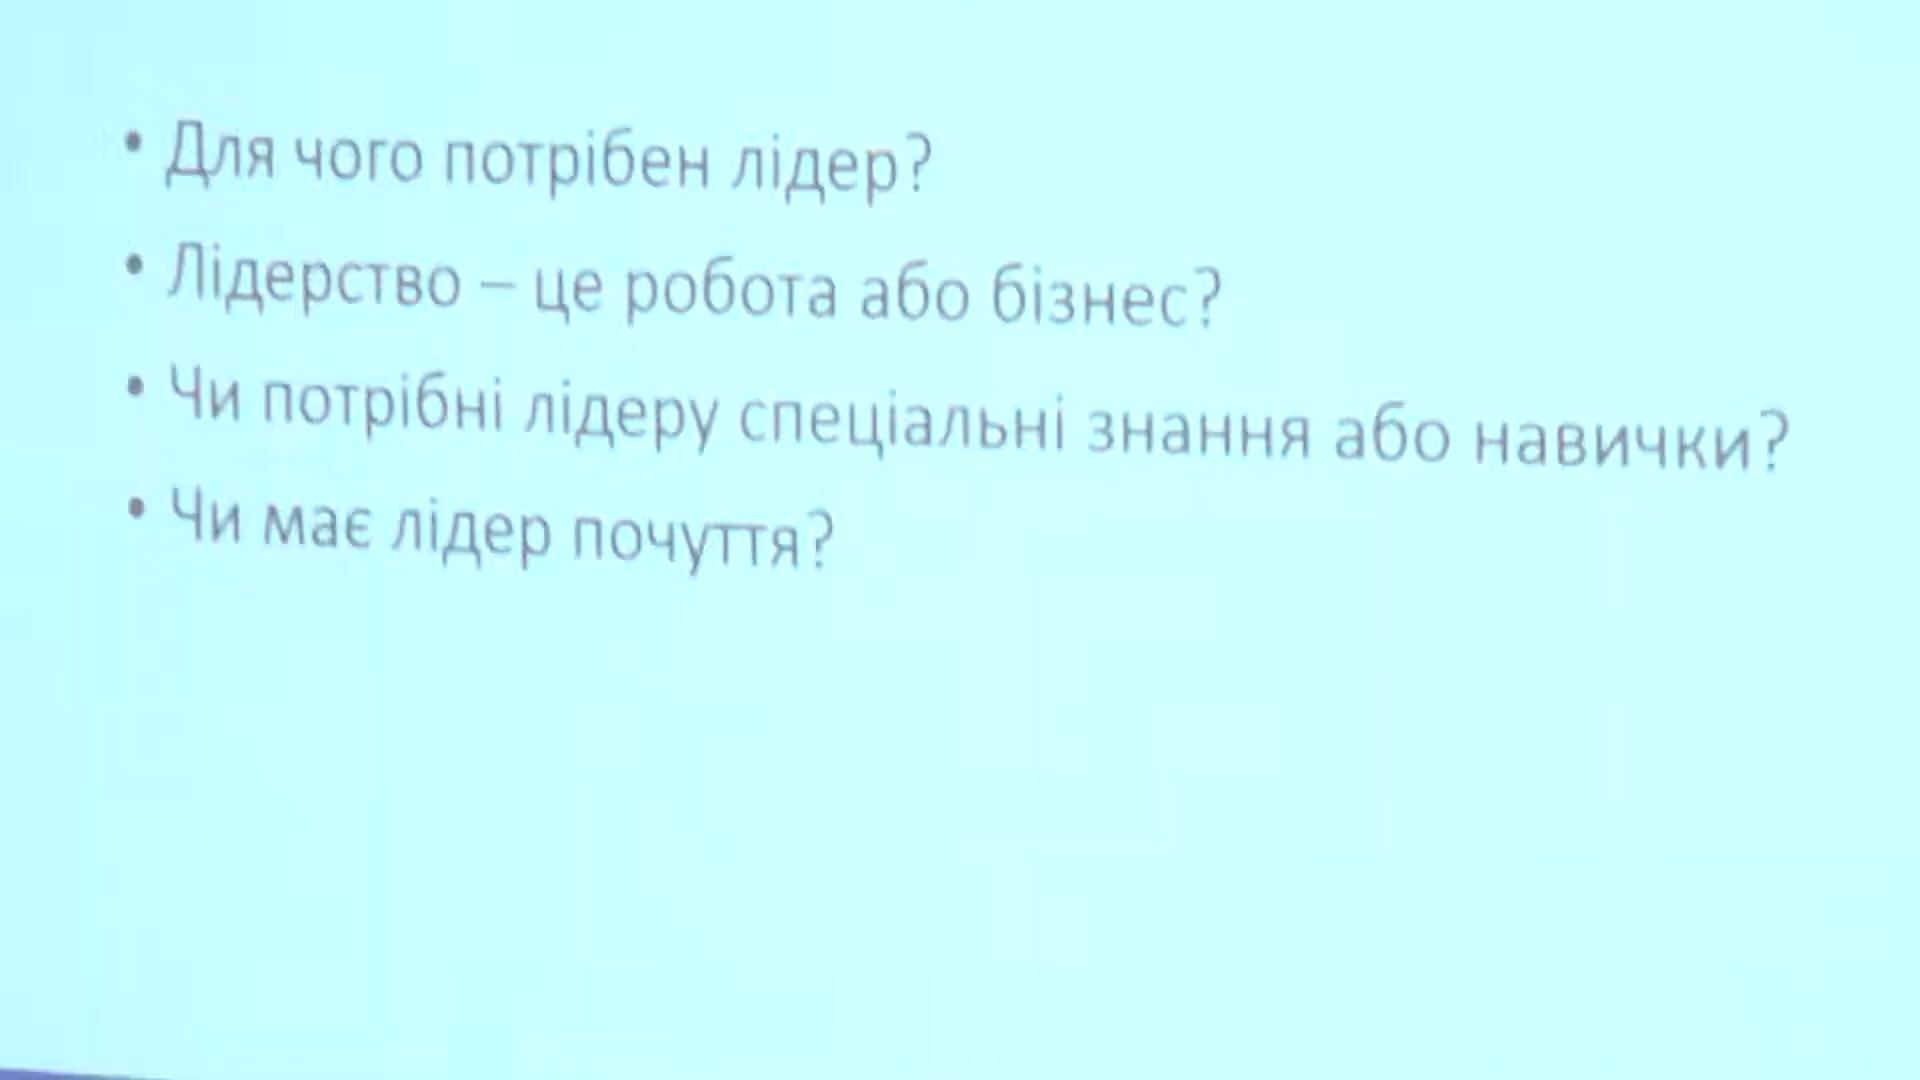 • Для чого потрібен лідер?
• Лідерство – це робота або бізнес?
• Чи потрібні лідеру спеціальні знання або навички?
• Чи має лідер почуття?